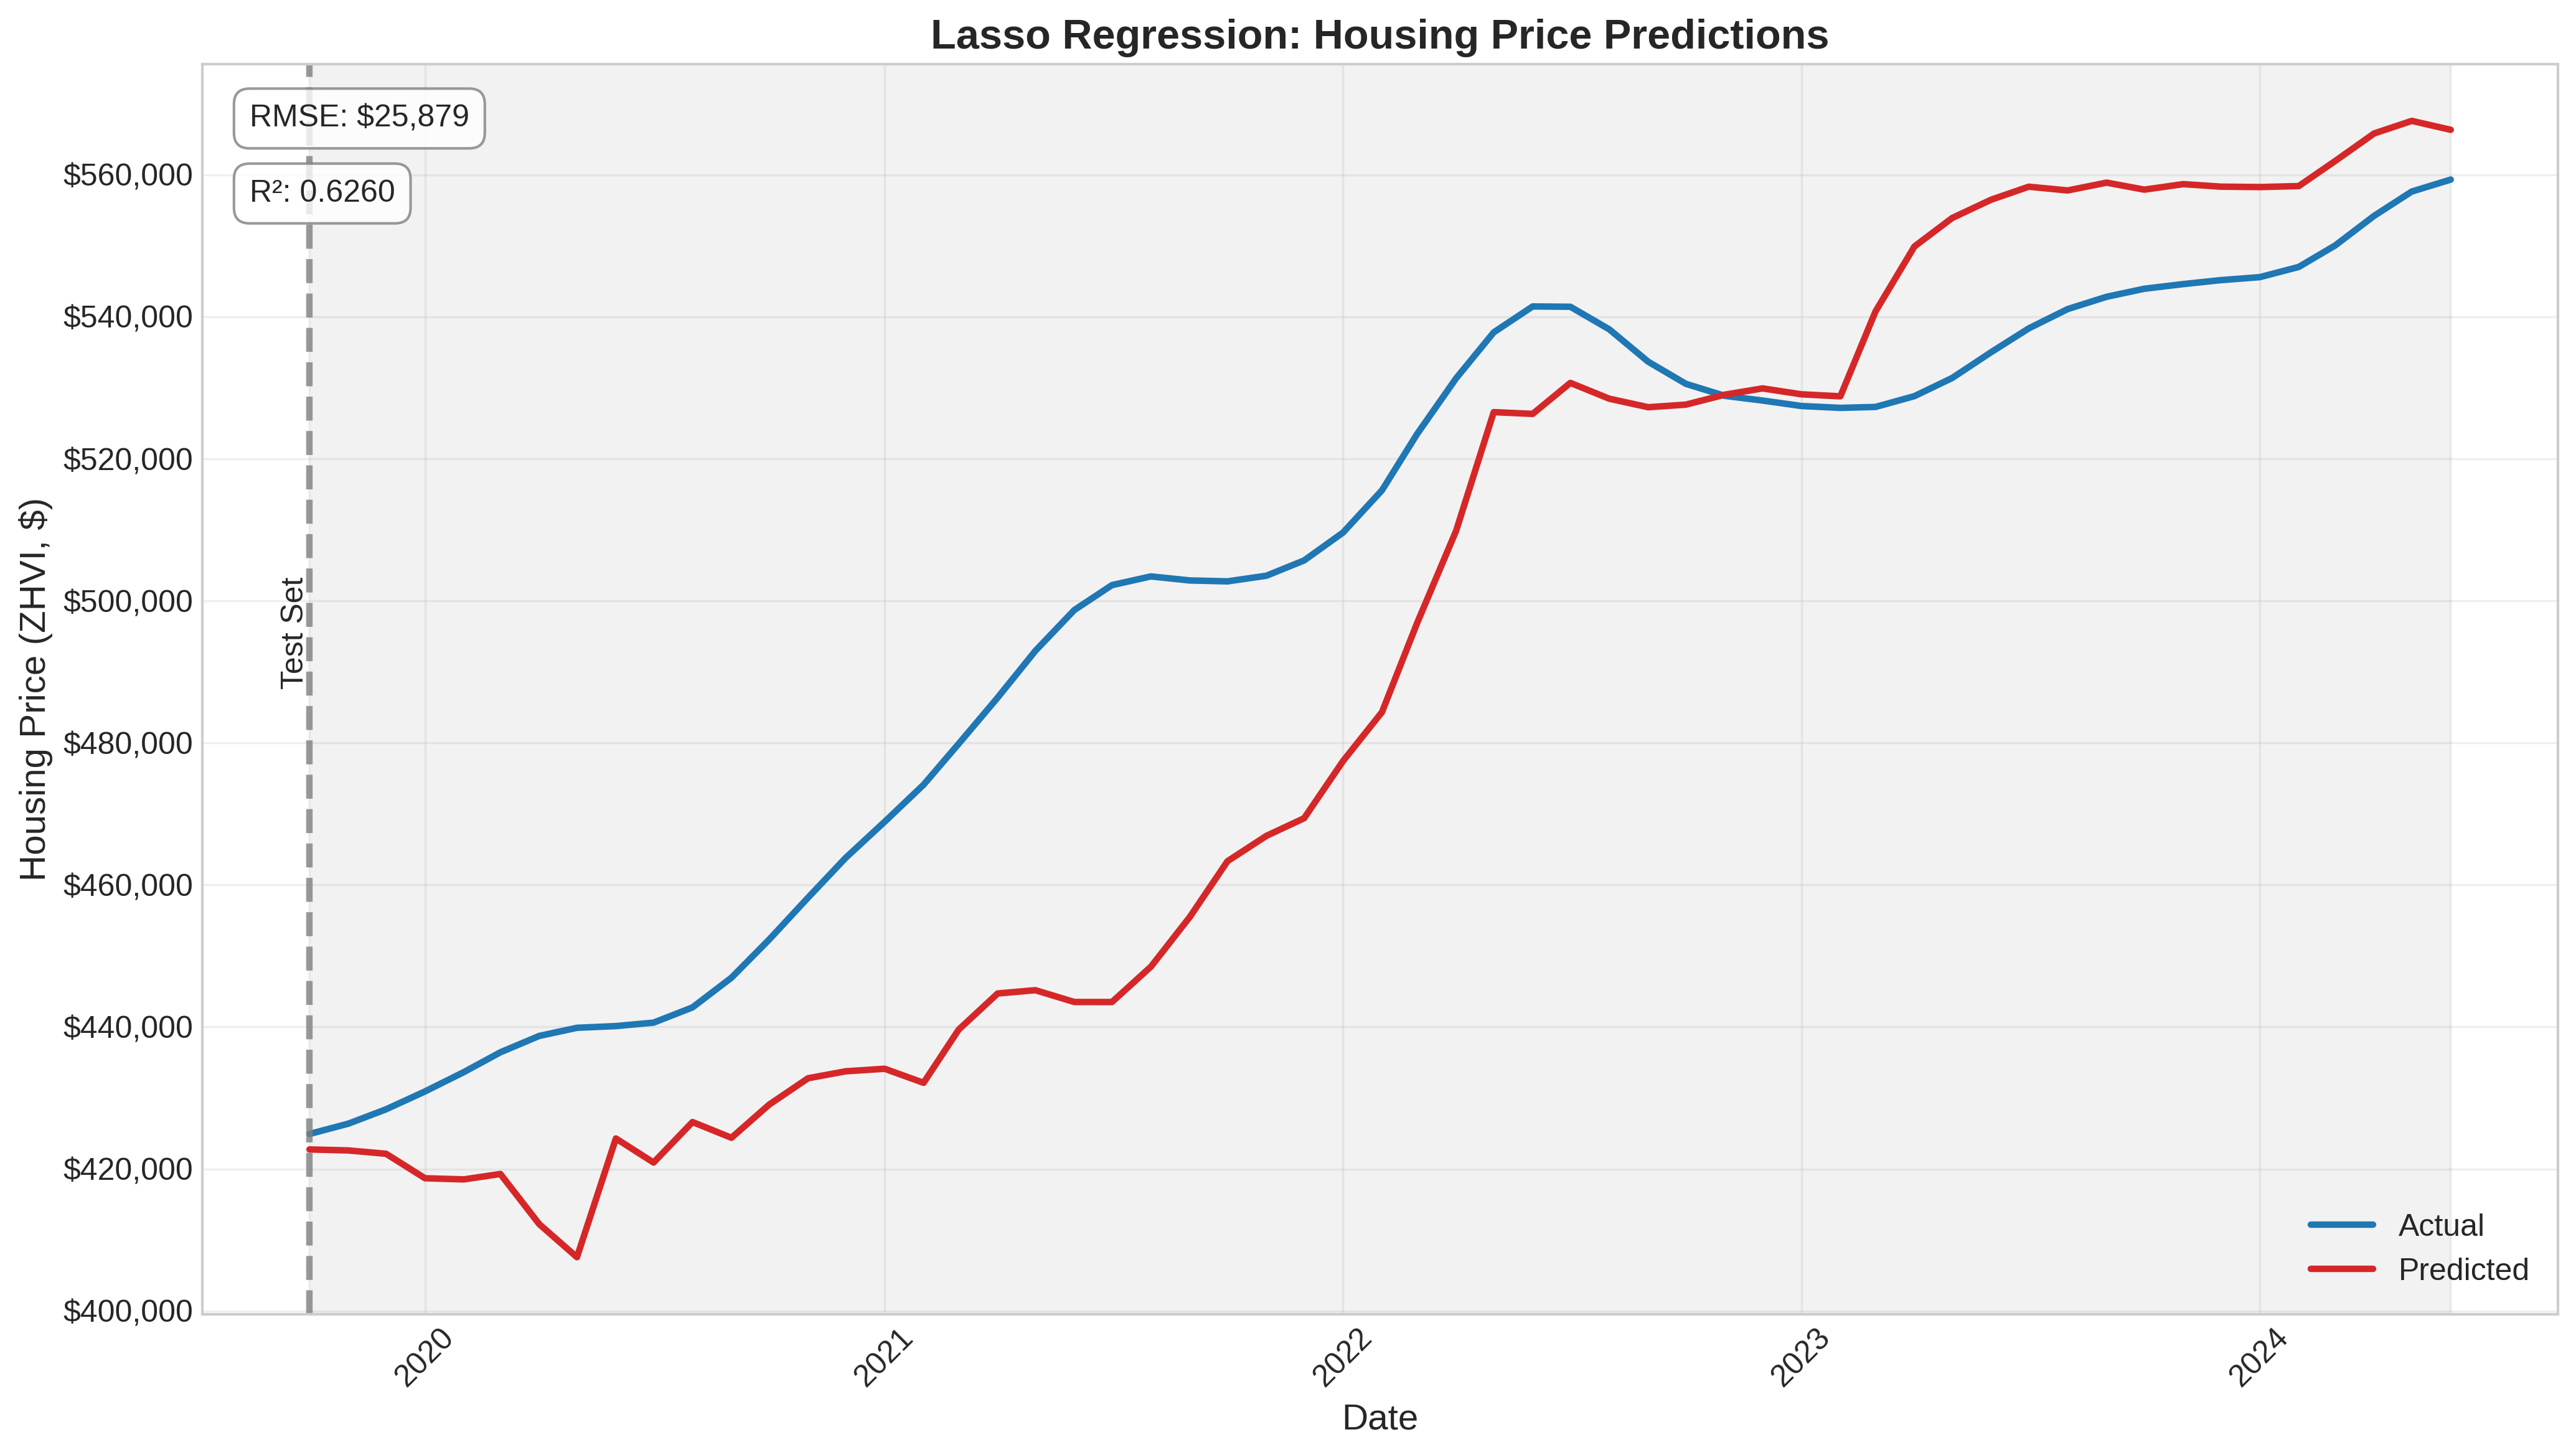 Lasso Regression: Housing Price Predictions
RMSE: $25,879
R²: 0.6260
Housing Price (ZHVI, $)
$560,000
$540,000
$520,000
$500,000
$480,000
$460,000
$440,000
$420,000
$400,000
Test Set
Actual
Predicted
2020
2021
2022
2023
2024
Date